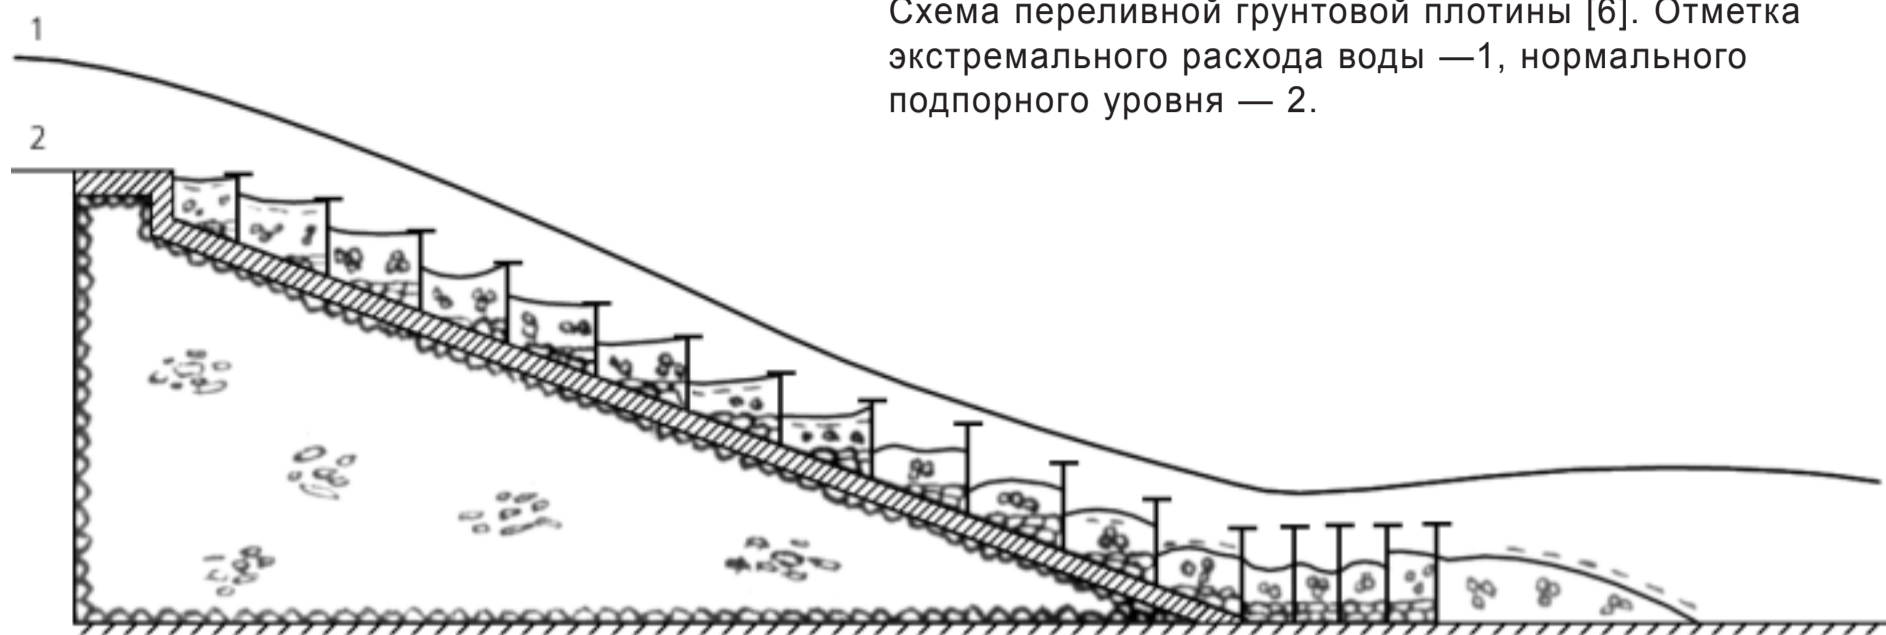 1
Схема переливной грунтовой плотины [6]. Отметка
экстремального расхода воды —1, нормального
подпорного уровня — 2.
2